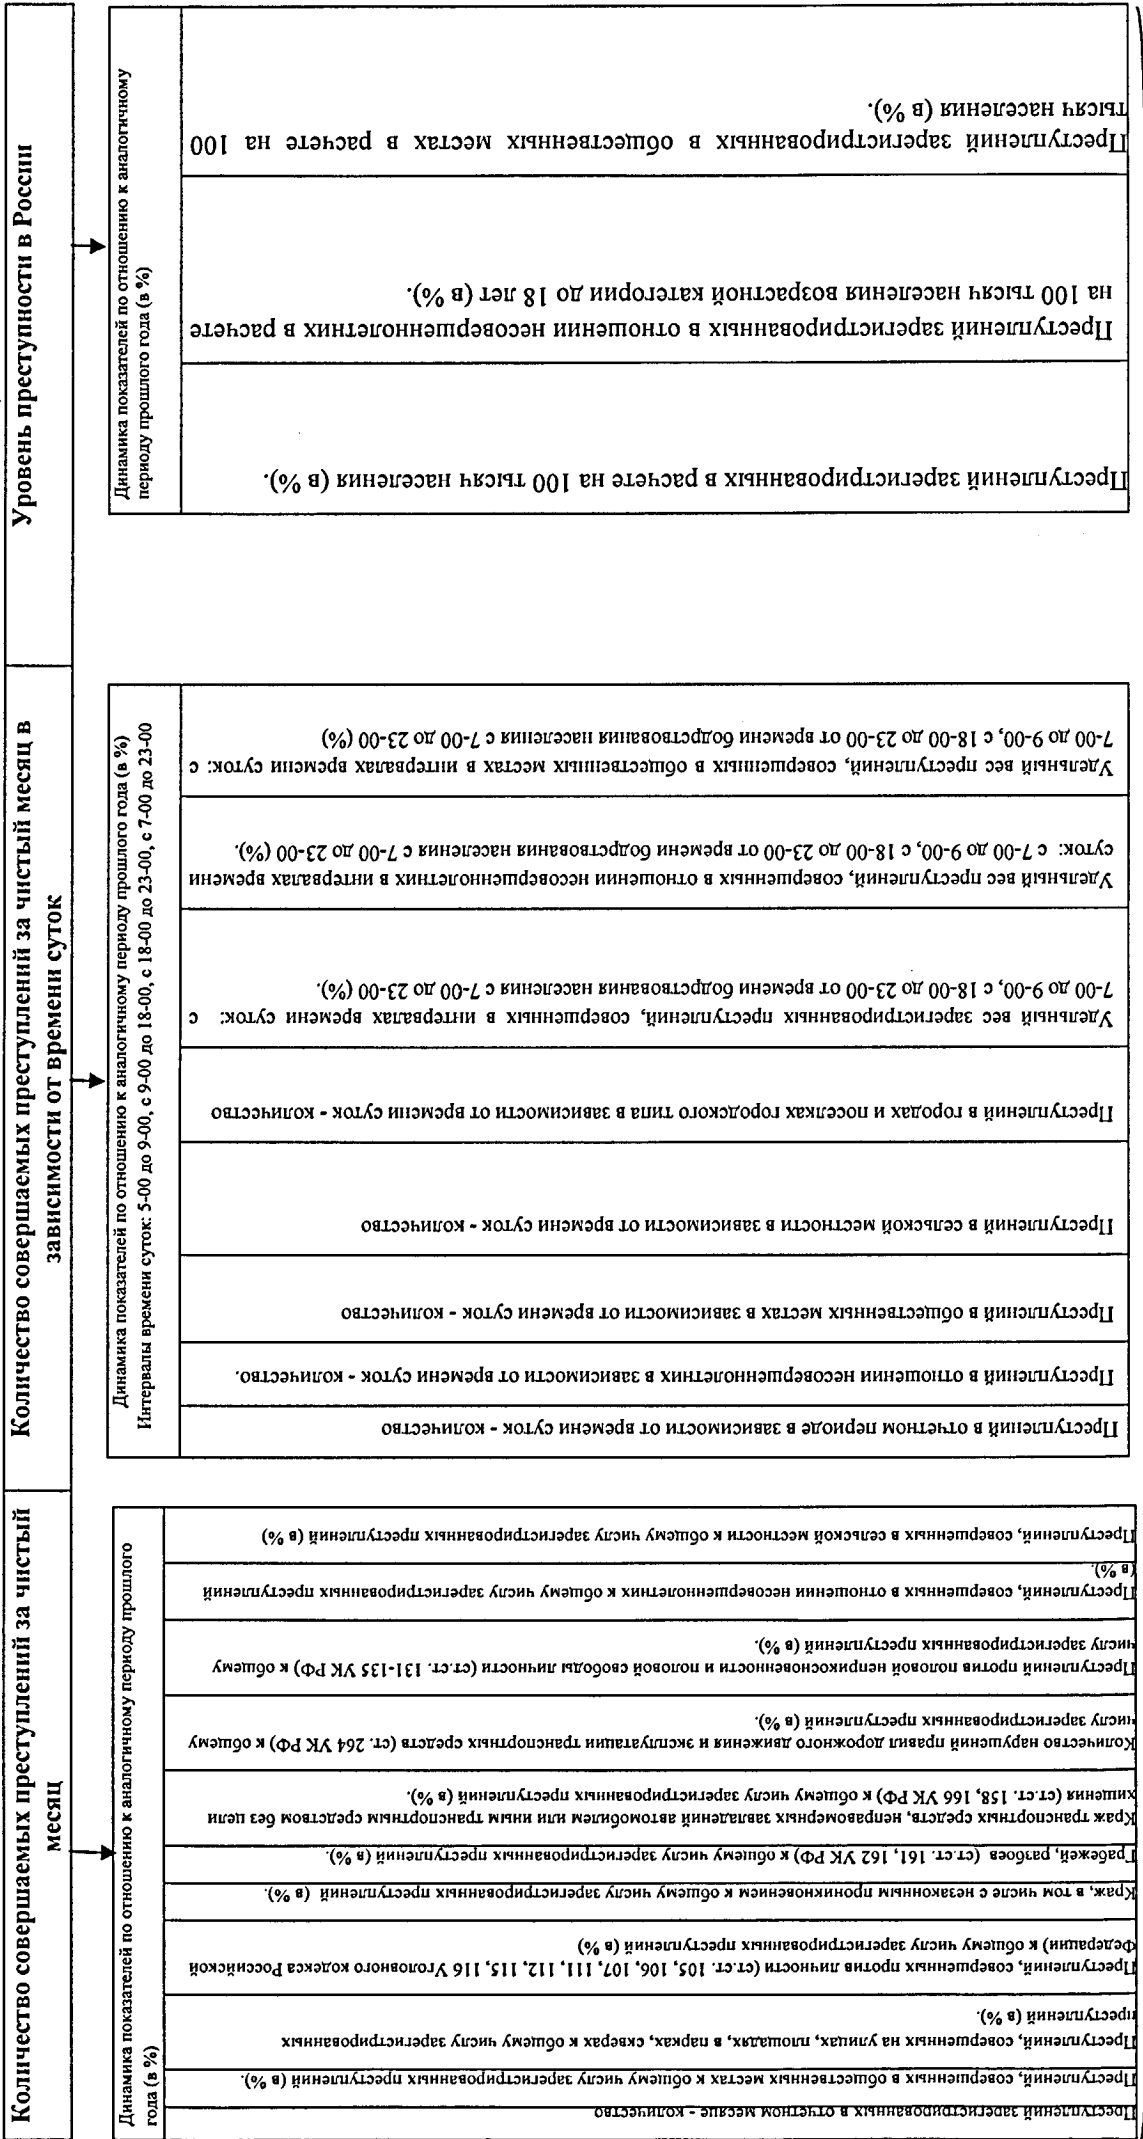 Количество совершаемых преступлений за чистый
месяц
Количество совершаемых преступлений за чистый месяц в
зависимости от времени суток
Уровень преступности в России
Динамика показателей по отношению к аналогичному периоду прошлого
года (в %)
Преступлений зарегистрированных в отчетном месяце - количество
Преступлений, совершенных в общественных местах к общему числу зарегистрированных преступлений (в %).
Преступлений, совершенных на улицах, площадях, в парках, скверах к общему числу зарегистрированных
преступлений (в %).
Преступлений, совершенных против личности (ст.ст. 105, 106, 107, 111, 112, 115, 116 Уголовного кодекса Российской
Федерации) к общему числу зарегистрированных преступлений (в %)
Краж, в том числе с незаконным проникновением к общему числу зарегистрированных преступлений (в %).
Грабежей, разбоев (ст.ст. 161, 162 УК РФ) к общему числу зарегистрированных преступлений (в %).
Краж транспортных средств, неправомерных завладений автомобилем или иным транспортным средством без цели
хищения (ст.ст. 158, 166 УК РФ) к общему числу зарегистрированных преступлений (в %).
Количество нарушений правил дорожного движения и эксплуатации транспортных средств (ст. 264 УК РФ) к общему
числу зарегистрированных преступлений (в %).
Преступлений против половой неприкосновенности и половой свободы личности (ст.ст. 131-135 УК РФ) к общему
числу зарегистрированных преступлений (в %).
Преступлений, совершенных в отношении несовершеннолетних к общему числу зарегистрированных преступлений
(в %).
Преступлений, совершенных в сельской местности к общему числу зарегистрированных преступлений (в %)
Динамика показателей по отношению к аналогичному периоду прошлого года (в %)
Интервалы времени суток: 5-00 до 9-00, с 9-00 до 18-00, с 18-00 до 23-00, с 7-00 до 23-00
Преступлений в отчетном периоде в зависимости от времени суток - количество
Преступлений в отношении несовершеннолетних в зависимости от времени суток - количество.
Преступлений в общественных местах в зависимости от времени суток - количество
Преступлений в сельской местности в зависимости от времени суток - количество
Преступлений в городах и поселках городского типа в зависимости от времени суток - количество
Удельный вес зарегистрированных преступлений, совершенных в интервалах времени суток: с
7-00 до 9-00, с 18-00 до 23-00 от времени бодрствования населения с 7-00 до 23-00 (%).
Удельный вес преступлений, совершенных в отношении несовершеннолетних в интервалах времени
суток: с 7-00 до 9-00, с 18-00 до 23-00 от времени бодрствования населения с 7-00 до 23-00 (%).
Удельный вес преступлений, совершенных в общественных местах в интервалах времени суток: с
7-00 до 9-00, с 18-00 до 23-00 от времени бодрствования населения с 7-00 до 23-00 (%)
Динамика показателей по отношению к аналогичному
периоду прошлого года (в %)
Преступлений зарегистрированных в расчете на 100 тысяч населения (в %).
Преступлений зарегистрированных в отношении несовершеннолетних в расчете
на 100 тысяч населения возрастной категории до 18 лет (в %).
Преступлений зарегистрированных в общественных местах в расчете на 100
тысяч населения (в %).